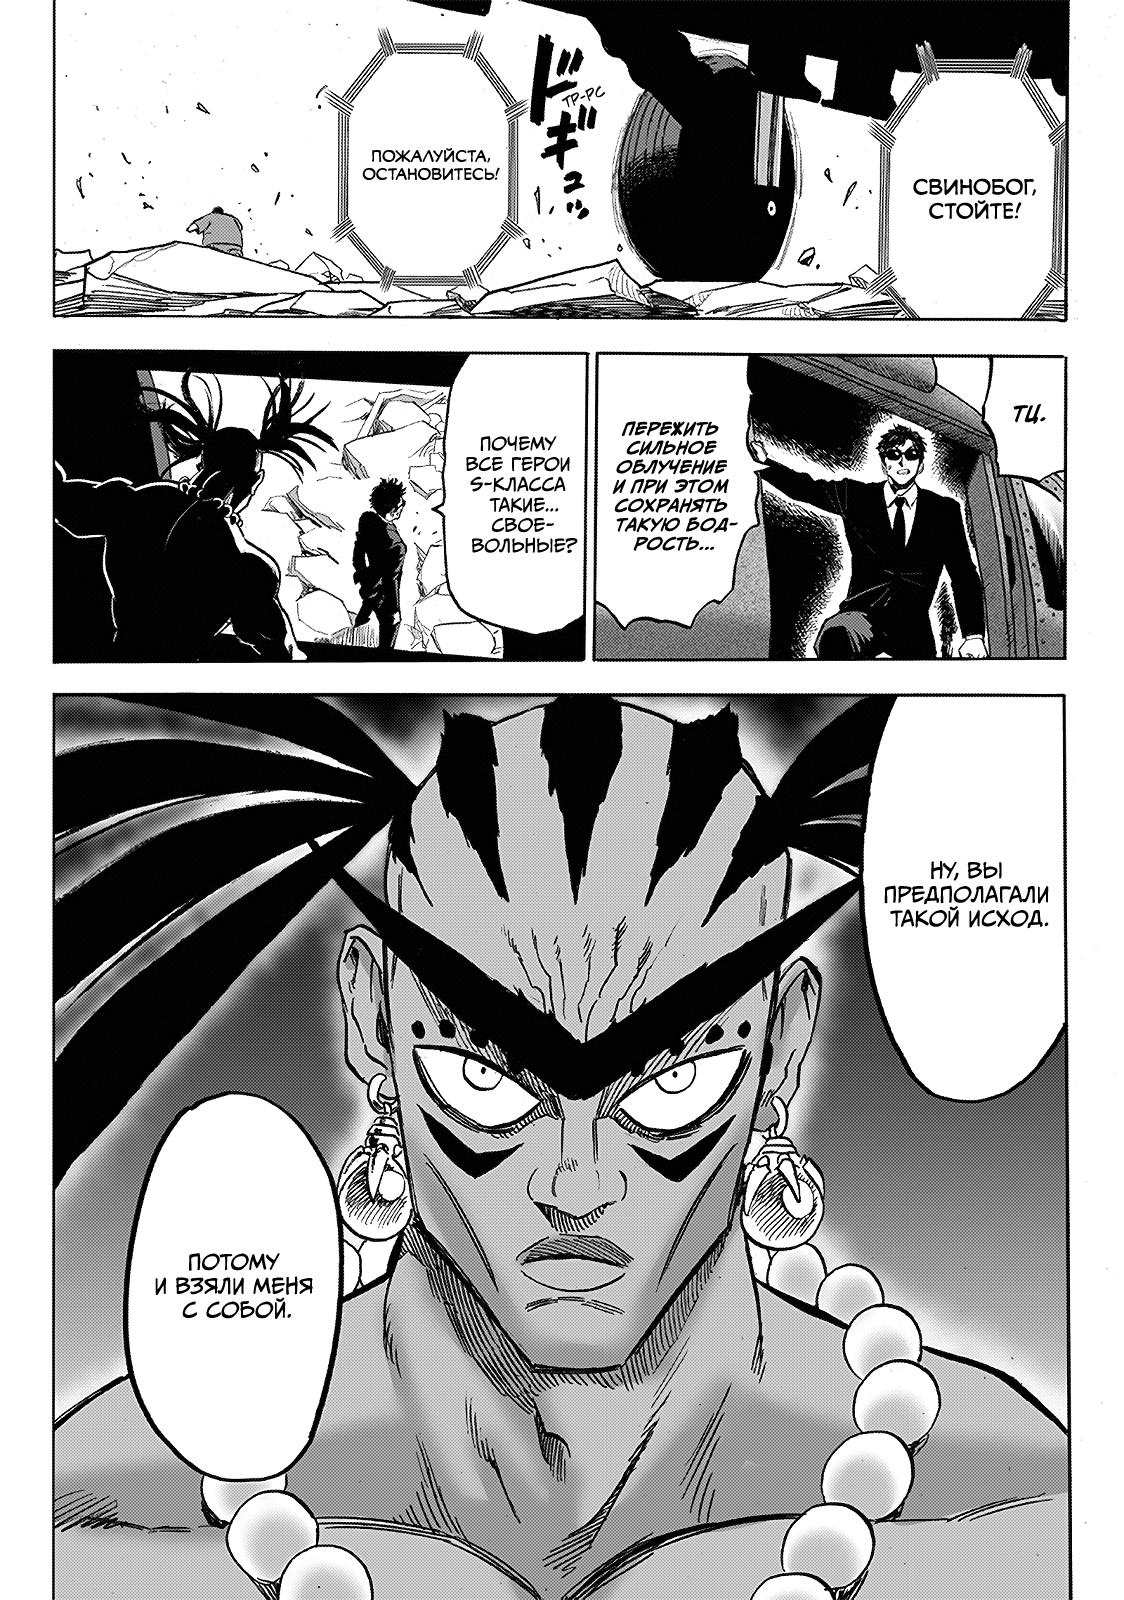 СВИНОБОГ,
СТОЙТЕ!
ドドギュ
ТР-РС
ПОЖАЛУЙСТА,
ОСТАНОВИТЕСЬ!
ТЦ.
ПЕРЕЖИТЬ
СИЛЬНОЕ
ОБЛУЧЕНИЕ
И ПРИ ЭТОМ
СОХРАНЯТЬ
ТАКУЮ БОД-
РОСТЬ...
ПОЧЕМУ
ВСЕ ГЕРОИ
S-КЛАССА
ТАКИЕ...
СВОЕ-
ВОЛЬНЫЕ?
НУ, ВЫ
ПРЕДПОЛАГАЛИ
ТАКОЙ ИСХОД.
ПОТОМУ
И ВЗЯЛИ МЕНЯ
С СОБОЙ.